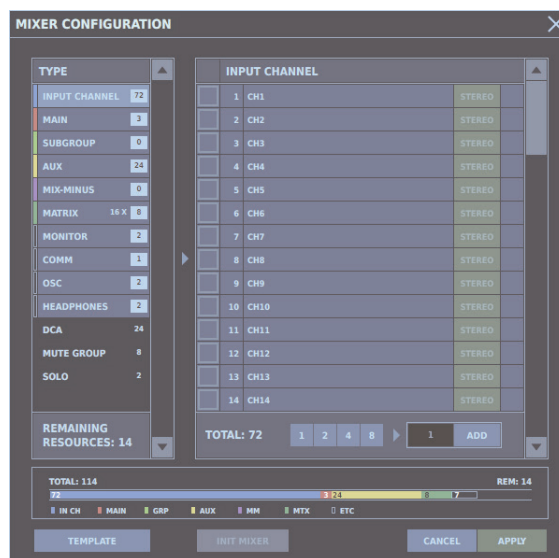 MIXER CONFIGURATION
TYPE
INPUT CHANNEL 72
MAIN 3
SUBGROUP 0
AUX 24
MIX-MINUS 0
MATRIX 16 X 8
MONITOR 2
COMM 1
OSC 2
HEADPHONES 2
DCA 24
MUTE GROUP 8
SOLO 2
REMAINING
RESOURCES: 14
INPUT CHANNEL
1 CH1 STEREO
2 CH2 STEREO
3 CH3 STEREO
4 CH4 STEREO
5 CH5 STEREO
6 CH6 STEREO
7 CH7 STEREO
8 CH8 STEREO
9 CH9 STEREO
10 CH10 STEREO
11 CH11 STEREO
12 CH12 STEREO
13 CH13 STEREO
14 CH14 STEREO
TOTAL: 72 1 2 4 8 1 ADD
TOTAL: 114 REM: 14
72 3 24 8 7
IN CH MAIN GRP AUX MM MTX ETC
TEMPLATE INIT MIXER CANCEL APPLY